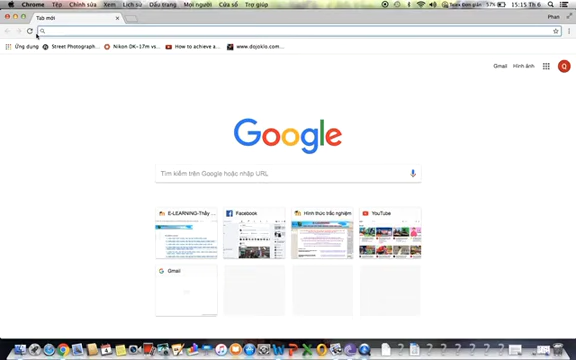 Chrome Tệp Chỉnh sửa Xem Lịch sử Dấu trang Mọi người Cửa sổ Trợ giúp 57% 15:15 Th 6
Tab mới Phan
Ứng dụng Street Photograph... Nikon DK-17m vs... How to achieve a... www.dojoklo.com...
Gmail Hình ảnh Q
Google
Tìm kiếm trên Google hoặc nhập URL
E-LEARNING-Thầy ... Facebook Hình thức trắc nghiệm YouTube
Gmail